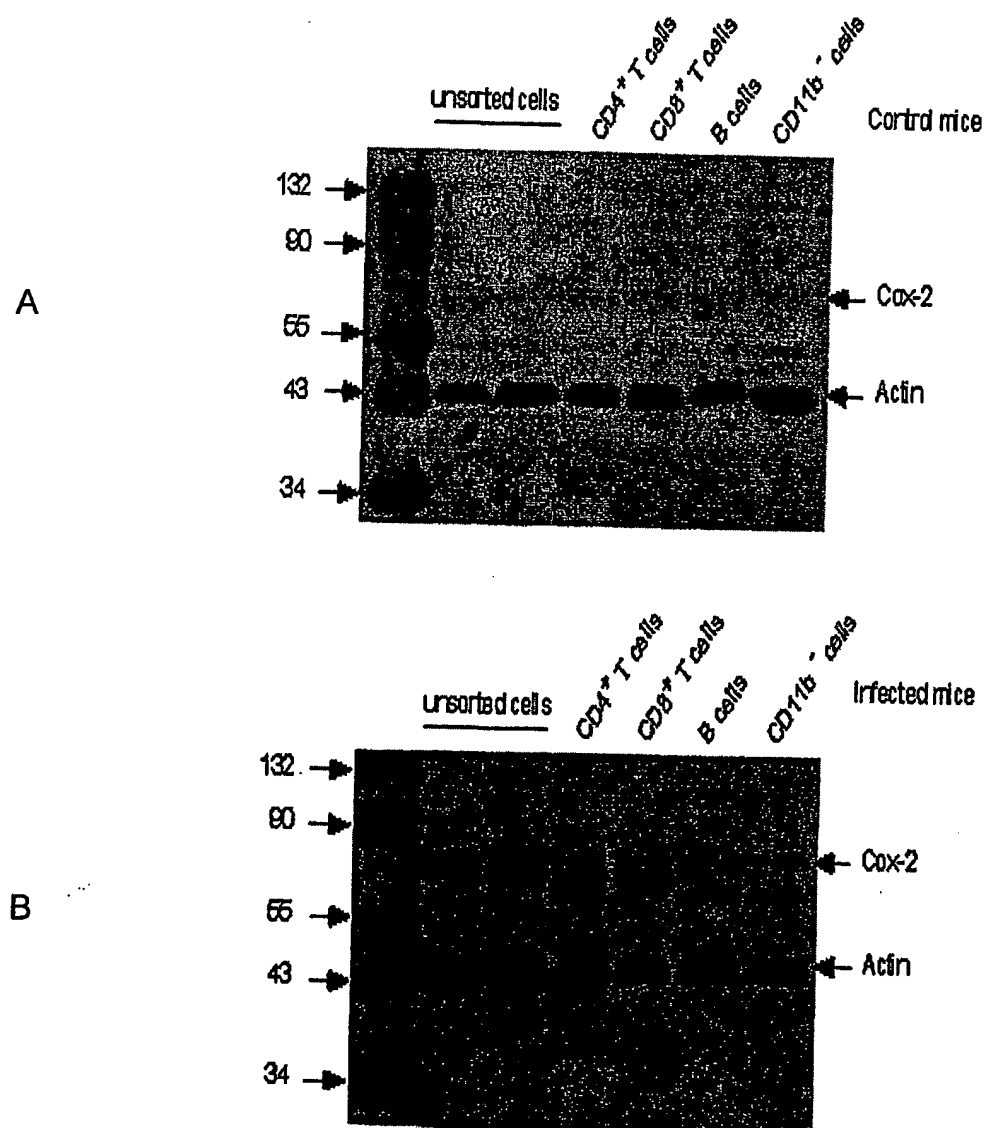 unsorted cells
CD4+ T cells
CD8+ T cells
B cells
CD11b- cells
Control mice
132
90
A
Cox-2
55
43
Actin
34
unsorted cells
CD4+ T cells
CD8+ T cells
B cells
CD11b- cells
Infected mice
132
90
Cox-2
B
55
43
Actin
34